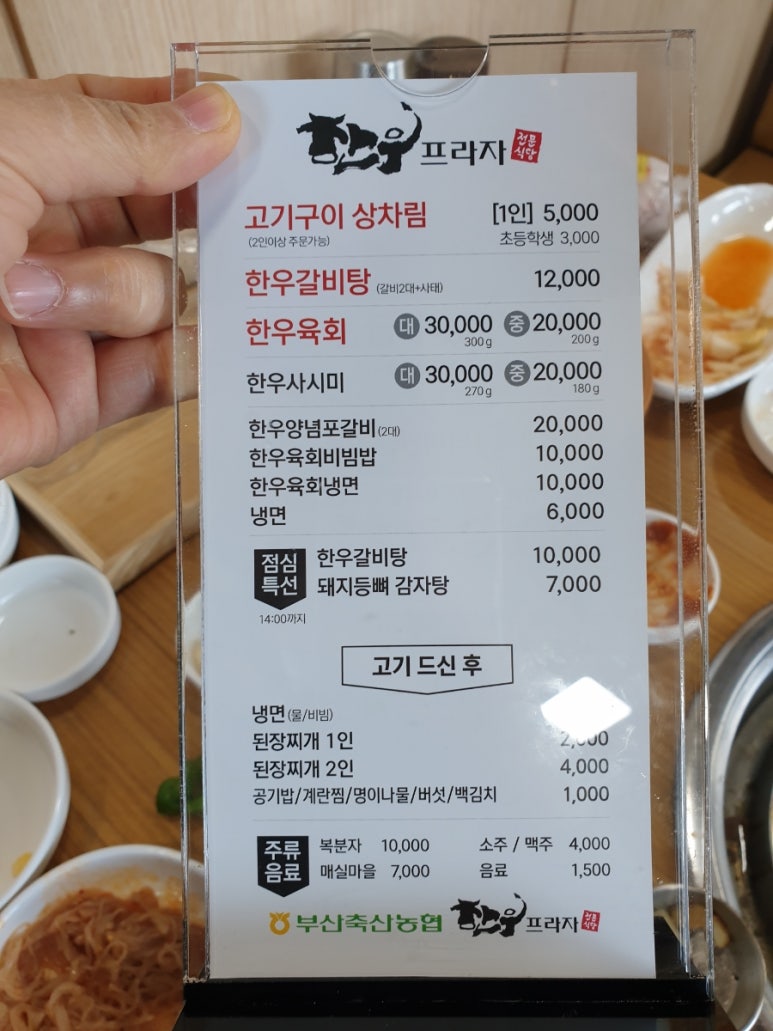 한우프라자 전문식당
고기구이 상차림 [1인] 5,000
(2인이상 주문가능) 초등학생 3,000
한우갈비탕 (갈비2대+사태) 12,000
한우육회 대 30,000 중 20,000
300g 200g
한우사시미 대 30,000 중 20,000
270g 180g
한우양념포갈비 (2대) 20,000
한우육회비빔밥 10,000
한우육회냉면 10,000
냉면 6,000
점심특선 한우갈비탕 10,000
돼지등뼈 감자탕 7,000
14:00까지
고기 드신 후
냉면 (물/비빔)
된장찌개 1인 2,000
된장찌개 2인 4,000
공기밥/계란찜/명이나물/버섯/백김치 1,000
주류 복분자 10,000 소주 / 맥주 4,000
음료 매실마을 7,000 음료 1,500
부산축산농협 한우프라자 전문식당